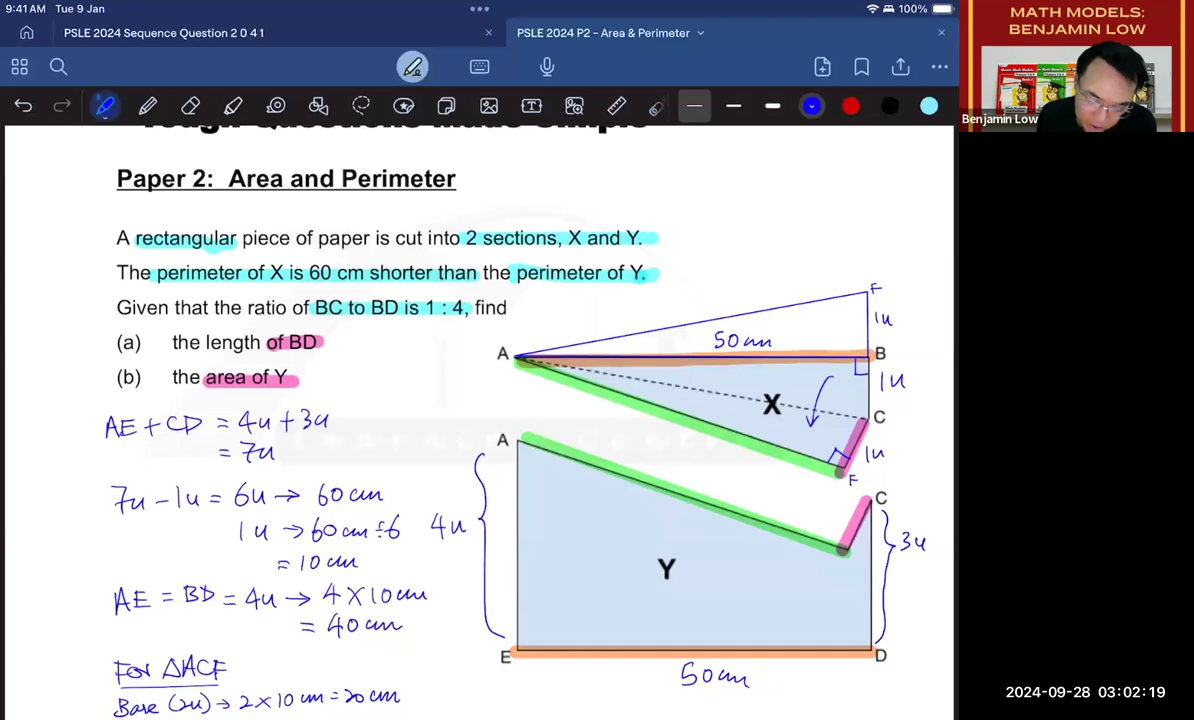 9:41 AM Tue 9 Jan
100%
PSLE 2024 Sequence Question 2 0 4 1
PSLE 2024 P2 - Area & Perimeter
MATH MODELS:
BENJAMIN LOW
Benjamin Low
Tough Questions Made Simple
Paper 2: Area and Perimeter
A rectangular piece of paper is cut into 2 sections, X and Y.
The perimeter of X is 60 cm shorter than the perimeter of Y.
Given that the ratio of BC to BD is 1 : 4, find
(a) the length of BD
(b) the area of Y
AE + CD = 4u + 3u
= 7u
7u - 1u = 6u → 60 cm
1u → 60 cm ÷ 6
= 10 cm
AE = BD = 4u → 4 × 10 cm
= 40 cm
For △ACF
Base (2u) → 2 × 10 cm = 20 cm
F
1u
50 cm
A
B
1u
X
C
1u
F
A
C
4u
3u
Y
E
D
50 cm
2024-09-28 03:02:19